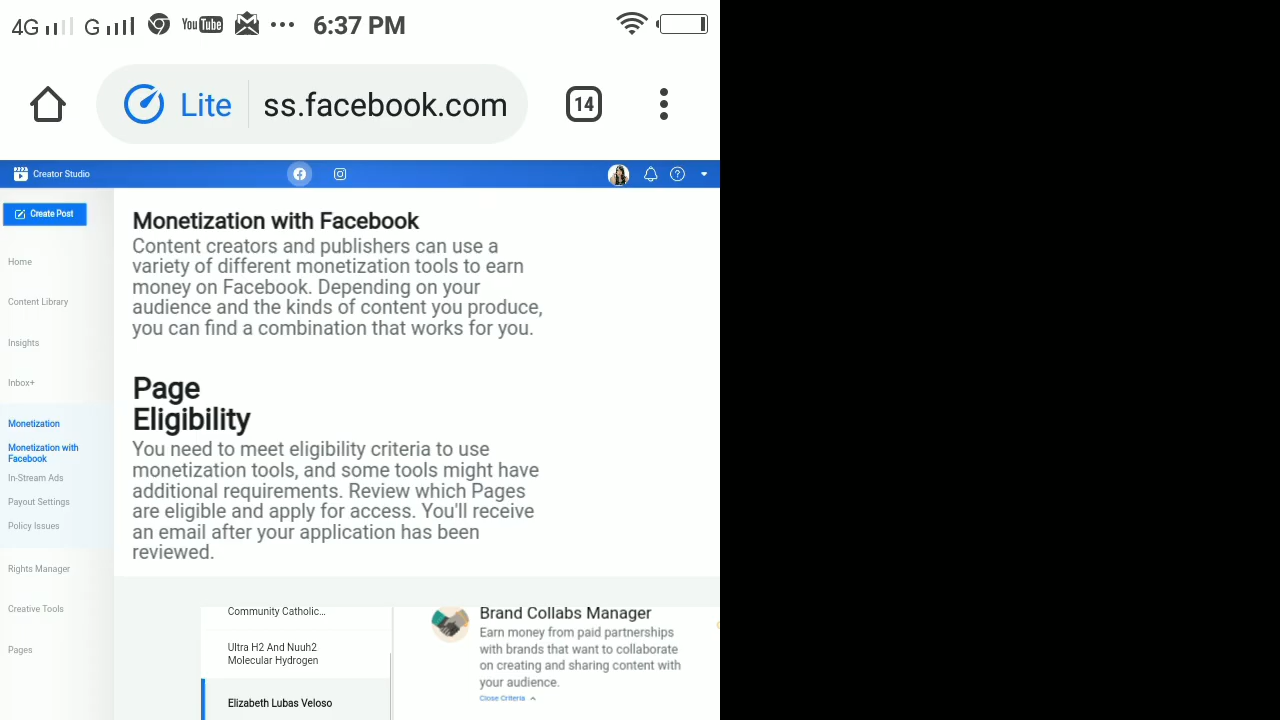 4G G You Tube 6:37 PM
Lite ss.facebook.com 14
Creator Studio
Create Post
Home
Content Library
Insights
Inbox+
Monetization
Monetization with
Facebook
In-Stream Ads
Payout Settings
Policy Issues
Rights Manager
Creative Tools
Pages
Monetization with Facebook
Content creators and publishers can use a
variety of different monetization tools to earn
money on Facebook. Depending on your
audience and the kinds of content you produce,
you can find a combination that works for you.
Page
Eligibility
You need to meet eligibility criteria to use
monetization tools, and some tools might have
additional requirements. Review which Pages
are eligible and apply for access. You'll receive
an email after your application has been
reviewed.
Community Catholic...
Ultra H2 And Nuuh2
Molecular Hydrogen
Elizabeth Lubas Veloso
Brand Collabs Manager
Earn money from paid partnerships
with brands that want to collaborate
on creating and sharing content with
your audience.
Close Criteria